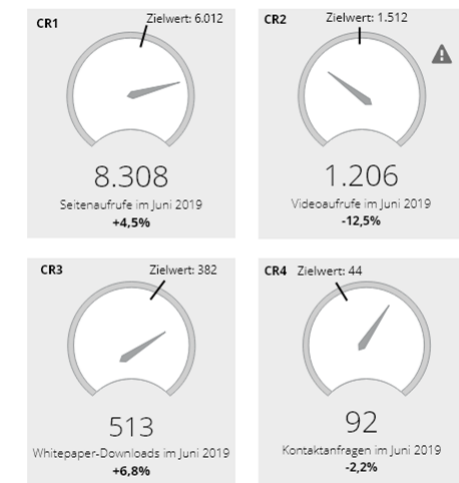 CR1
Zielwert: 6.012
8.308
Seitenaufrufe im Juni 2019
+4,5%
CR2
Zielwert: 1.512
1.206
Videoaufrufe im Juni 2019
-12,5%
CR3
Zielwert: 382
513
Whitepaper-Downloads im Juni 2019
+6,8%
CR4
Zielwert: 44
92
Kontaktanfragen im Juni 2019
-2,2%